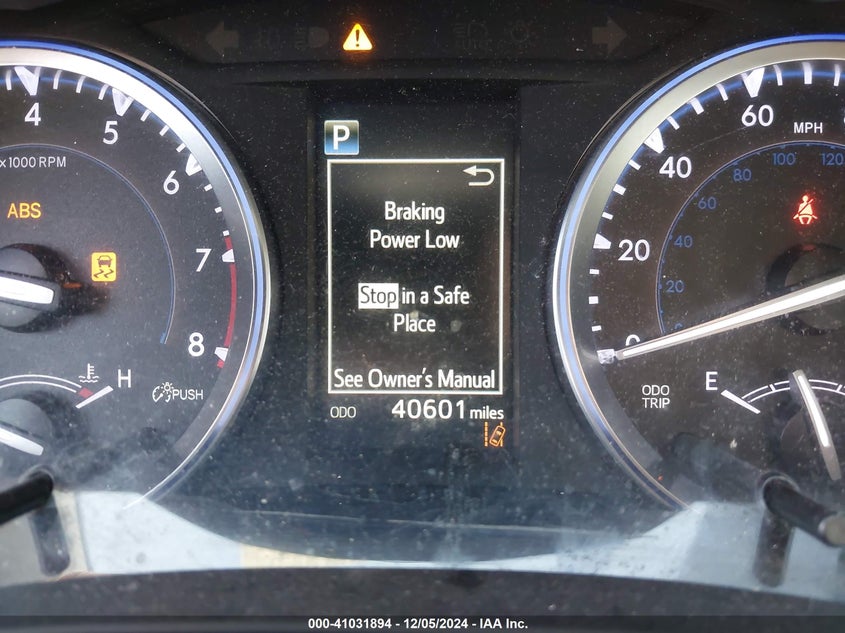 4
5
x1000 RPM
6
7
8
ABS
H
PUSH
P
Braking
Power Low
Stop in a Safe
Place
See Owner's Manual
ODO 40601 miles
60
MPH
40
20
0
100
120
80
60
40
20
E
ODO
TRIP
000-41031894 - 12/05/2024 - IAA Inc.